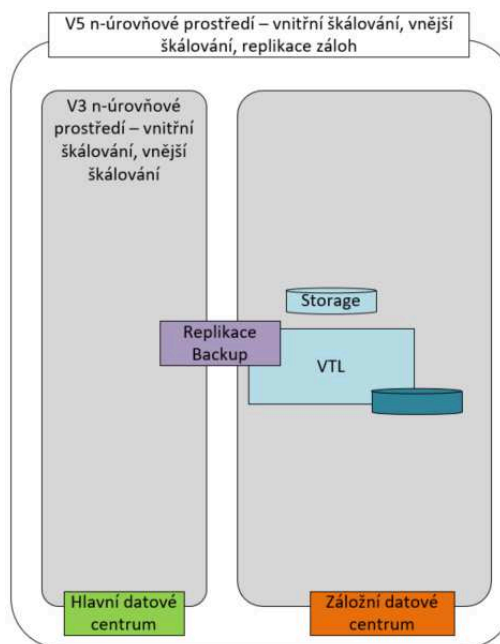 V5 n-úrovňové prostředí – vnitřní škálování, vnější
škálování, replikace záloh
V3 n-úrovňové
prostředí – vnitřní
škálování, vnější
škálování
Storage
Replikace
Backup
VTL
Hlavní datové
centrum
Záložní datové
centrum